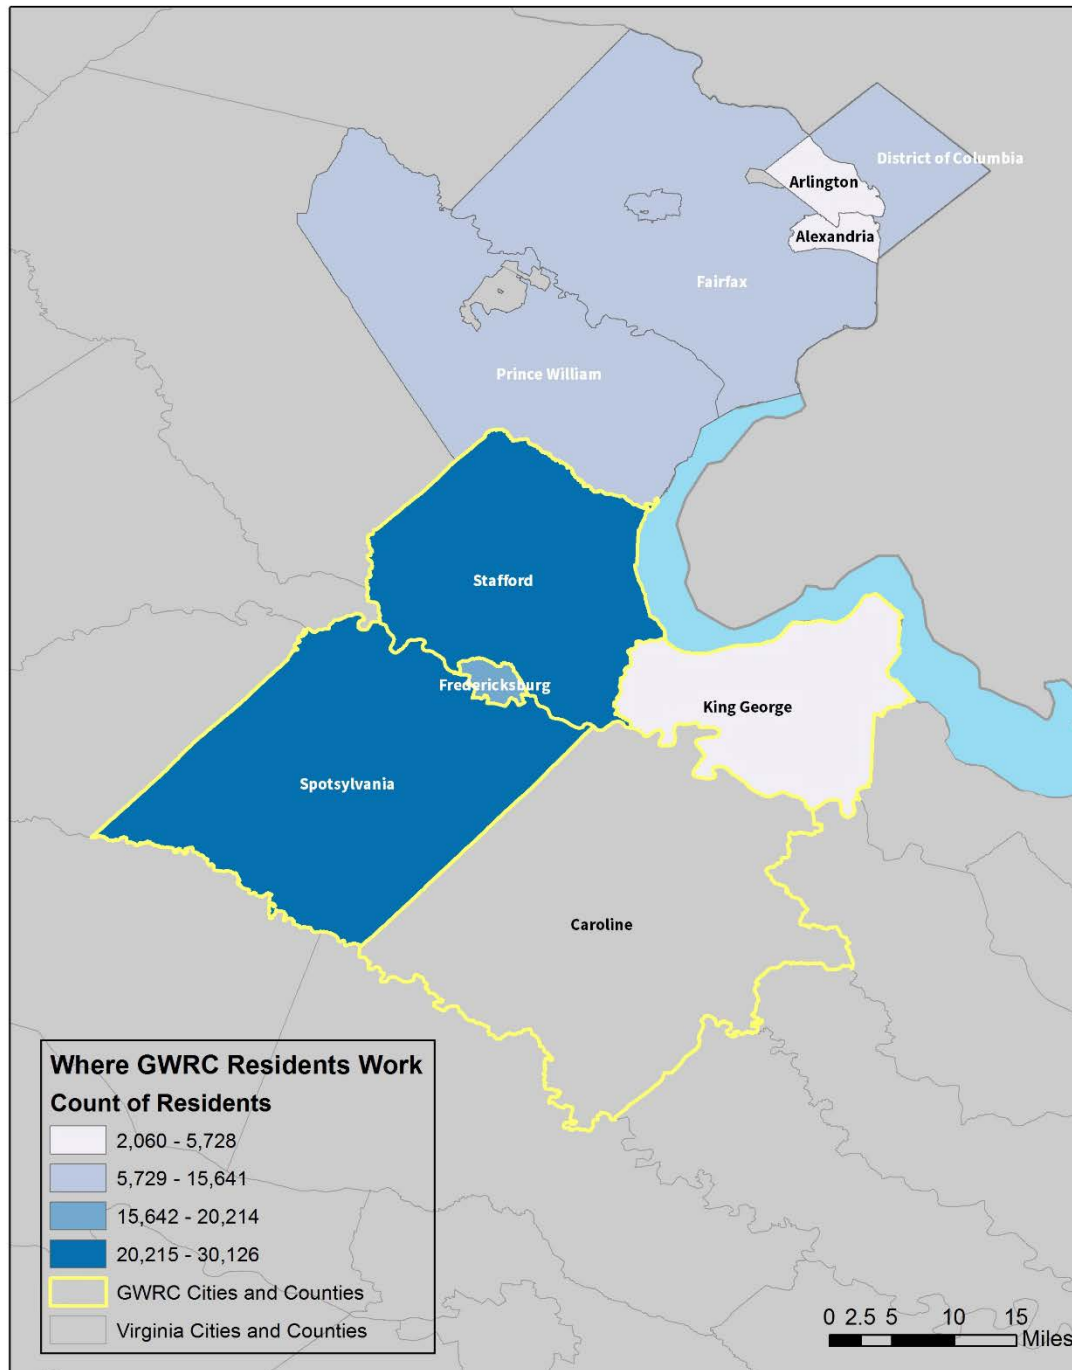 District of Columbia
Arlington
Alexandria
Fairfax
Prince William
Stafford
Fredericksburg
King George
Spotsylvania
Caroline
Where GWRC Residents Work
Count of Residents
2,060 - 5,728
5,729 - 15,641
15,642 - 20,214
20,215 - 30,126
GWRC Cities and Counties
Virginia Cities and Counties
0 2.5 5 10 15
Miles